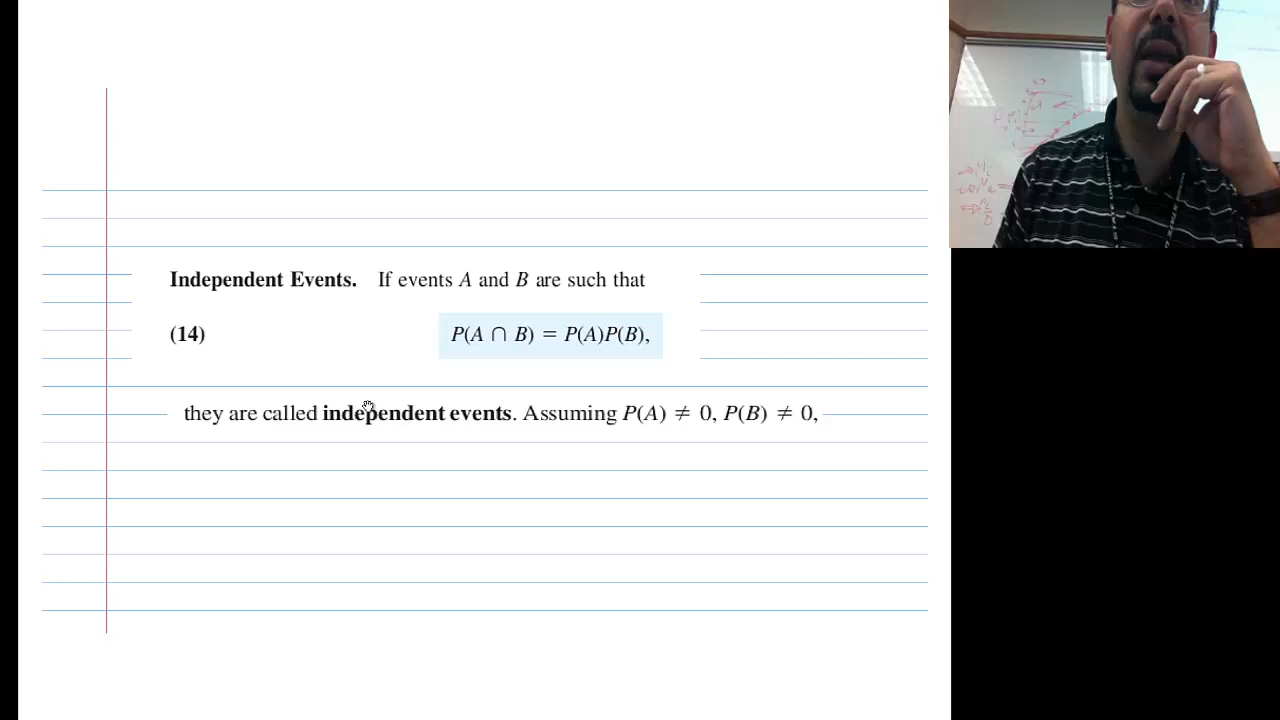 Independent Events. If events A and B are such that
(14) P(A ∩ B) = P(A)P(B),
they are called independent events. Assuming P(A) ≠ 0, P(B) ≠ 0,